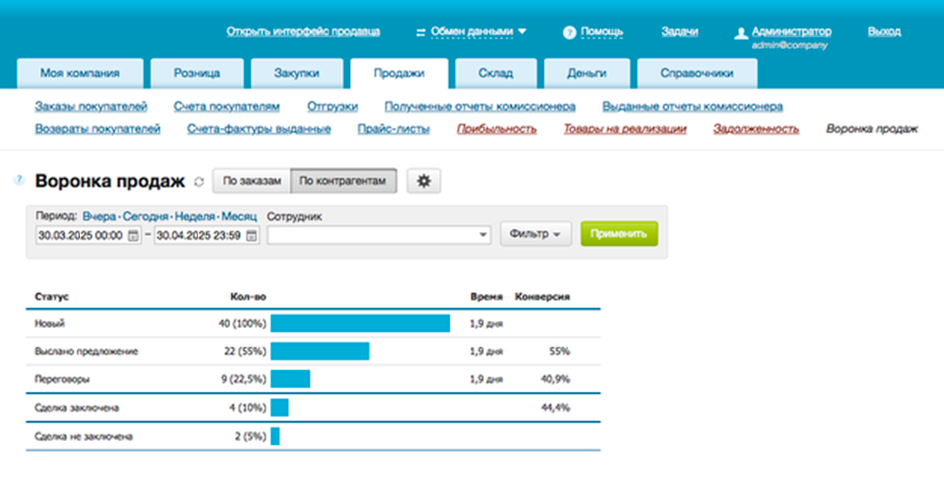 Открыть интерфейс продавца Обмен данными Помощь Задачи Администратор Выход
admin@company
Моя компания Розница Закупки Продажи Склад Деньги Справочники
Заказы покупателей Счета покупателям Отгрузки Полученные отчеты комиссионера Выданные отчеты комиссионера
Возвраты покупателей Счета-фактуры выданные Прайс-листы Прибыльность Товары на реализации Задолженность Воронка продаж
? Воронка продаж По заказам По контрагентам
Период: Вчера · Сегодня · Неделя · Месяц Сотрудник
30.03.2025 00:00 – 30.04.2025 23:59 Фильтр Применить
Статус Кол-во Время Конверсия
Новый 40 (100%) 1,9 дня
Выслано предложение 22 (55%) 1,9 дня 55%
Переговоры 9 (22,5%) 1,9 дня 40,9%
Сделка заключена 4 (10%) 44,4%
Сделка не заключена 2 (5%)